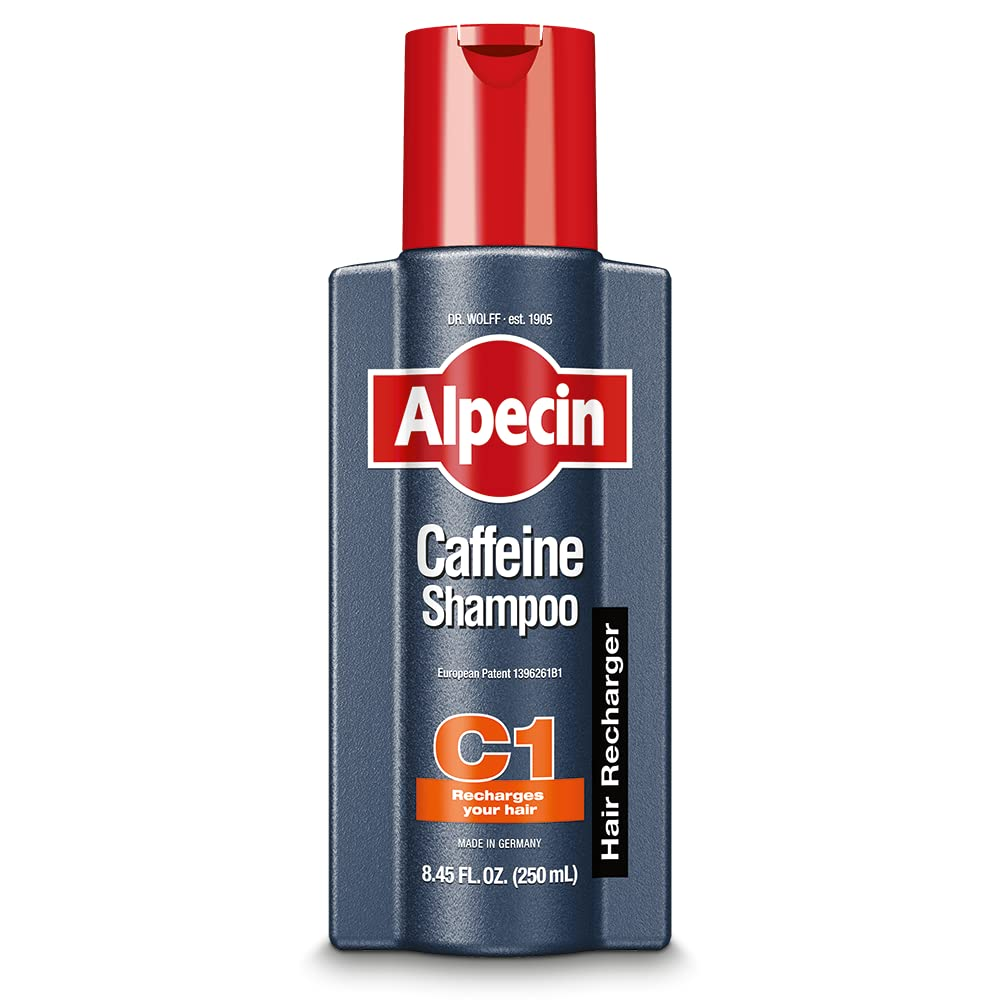 DR. WOLFF · est. 1905
Alpecin
Caffeine
Shampoo
European Patent 1396261B1
C1
Recharges
your hair
MADE IN GERMANY
8.45 FL. OZ. (250 mL)
Hair Recharger